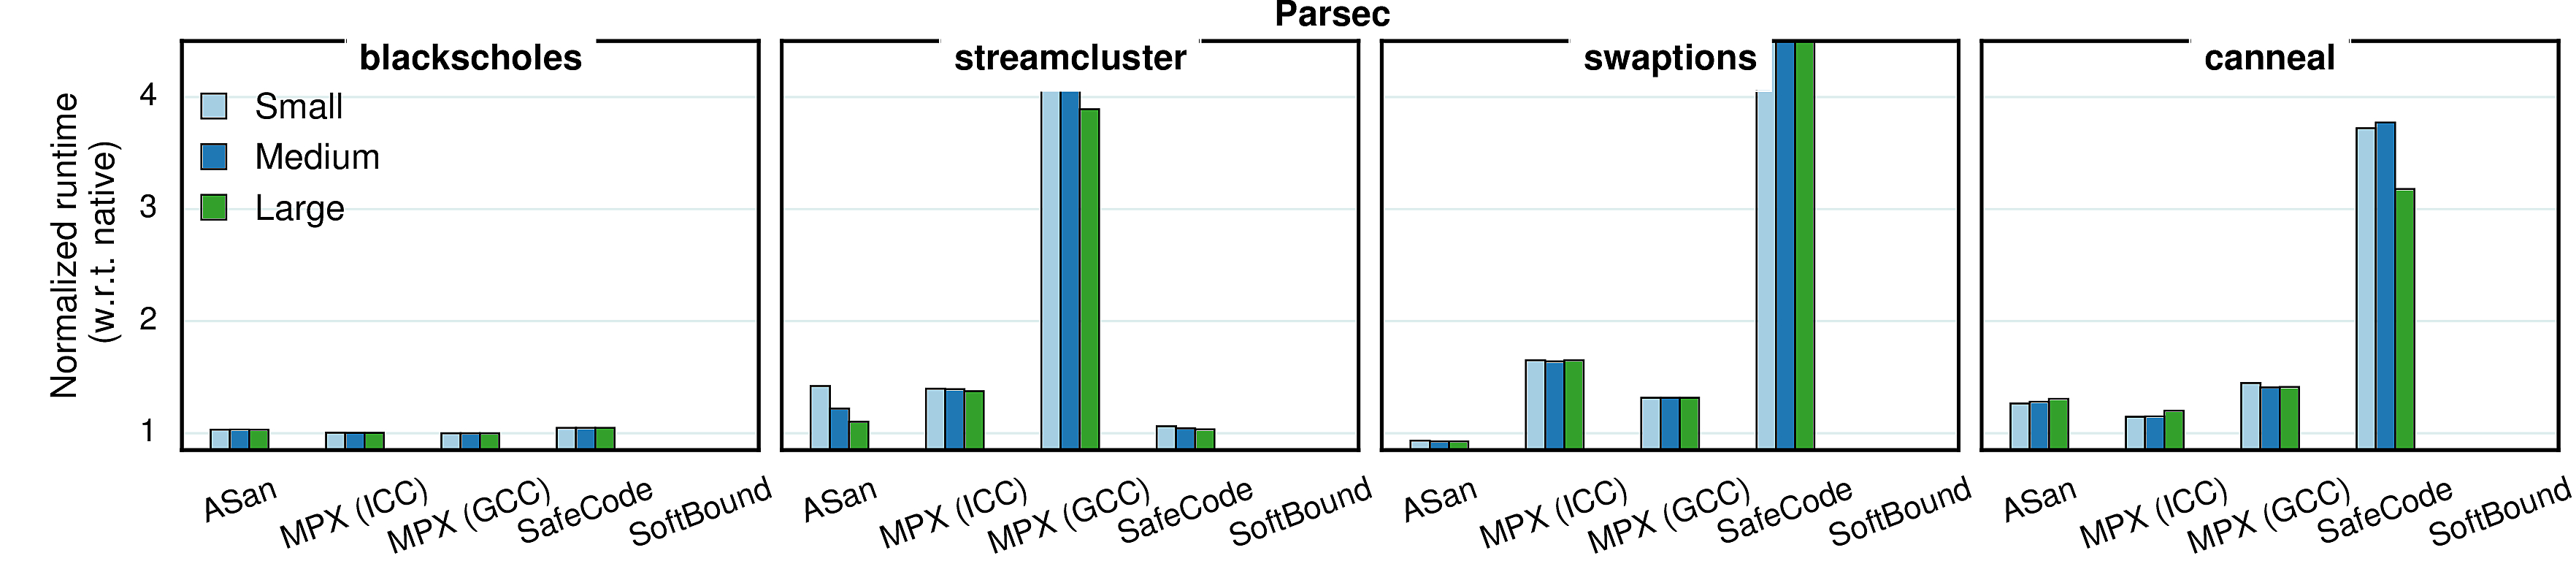 Parsec
blackscholes
streamcluster
swaptions
canneal
Normalized runtime
(w.r.t. native)
4
3
2
1
Small
Medium
Large
ASan
MPX (ICC)
MPX (GCC)
SafeCode
SoftBound
ASan
MPX (ICC)
MPX (GCC)
SafeCode
SoftBound
ASan
MPX (ICC)
MPX (GCC)
SafeCode
SoftBound
ASan
MPX (ICC)
MPX (GCC)
SafeCode
SoftBound